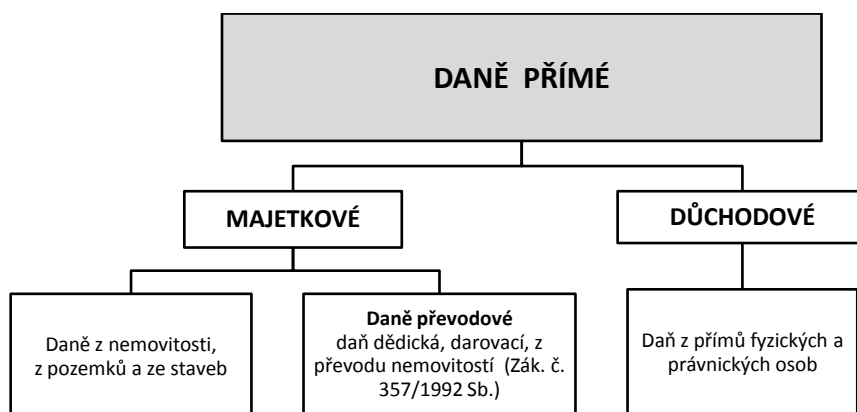 DANĚ PŘÍMÉ
MAJETKOVÉ
DŮCHODOVÉ
Daně z nemovitosti,
z pozemků a ze staveb
Daně převodové
daň dědická, darovací, z
převodu nemovitostí (Zák. č.
357/1992 Sb.)
Daň z přímů fyzických a
právnických osob